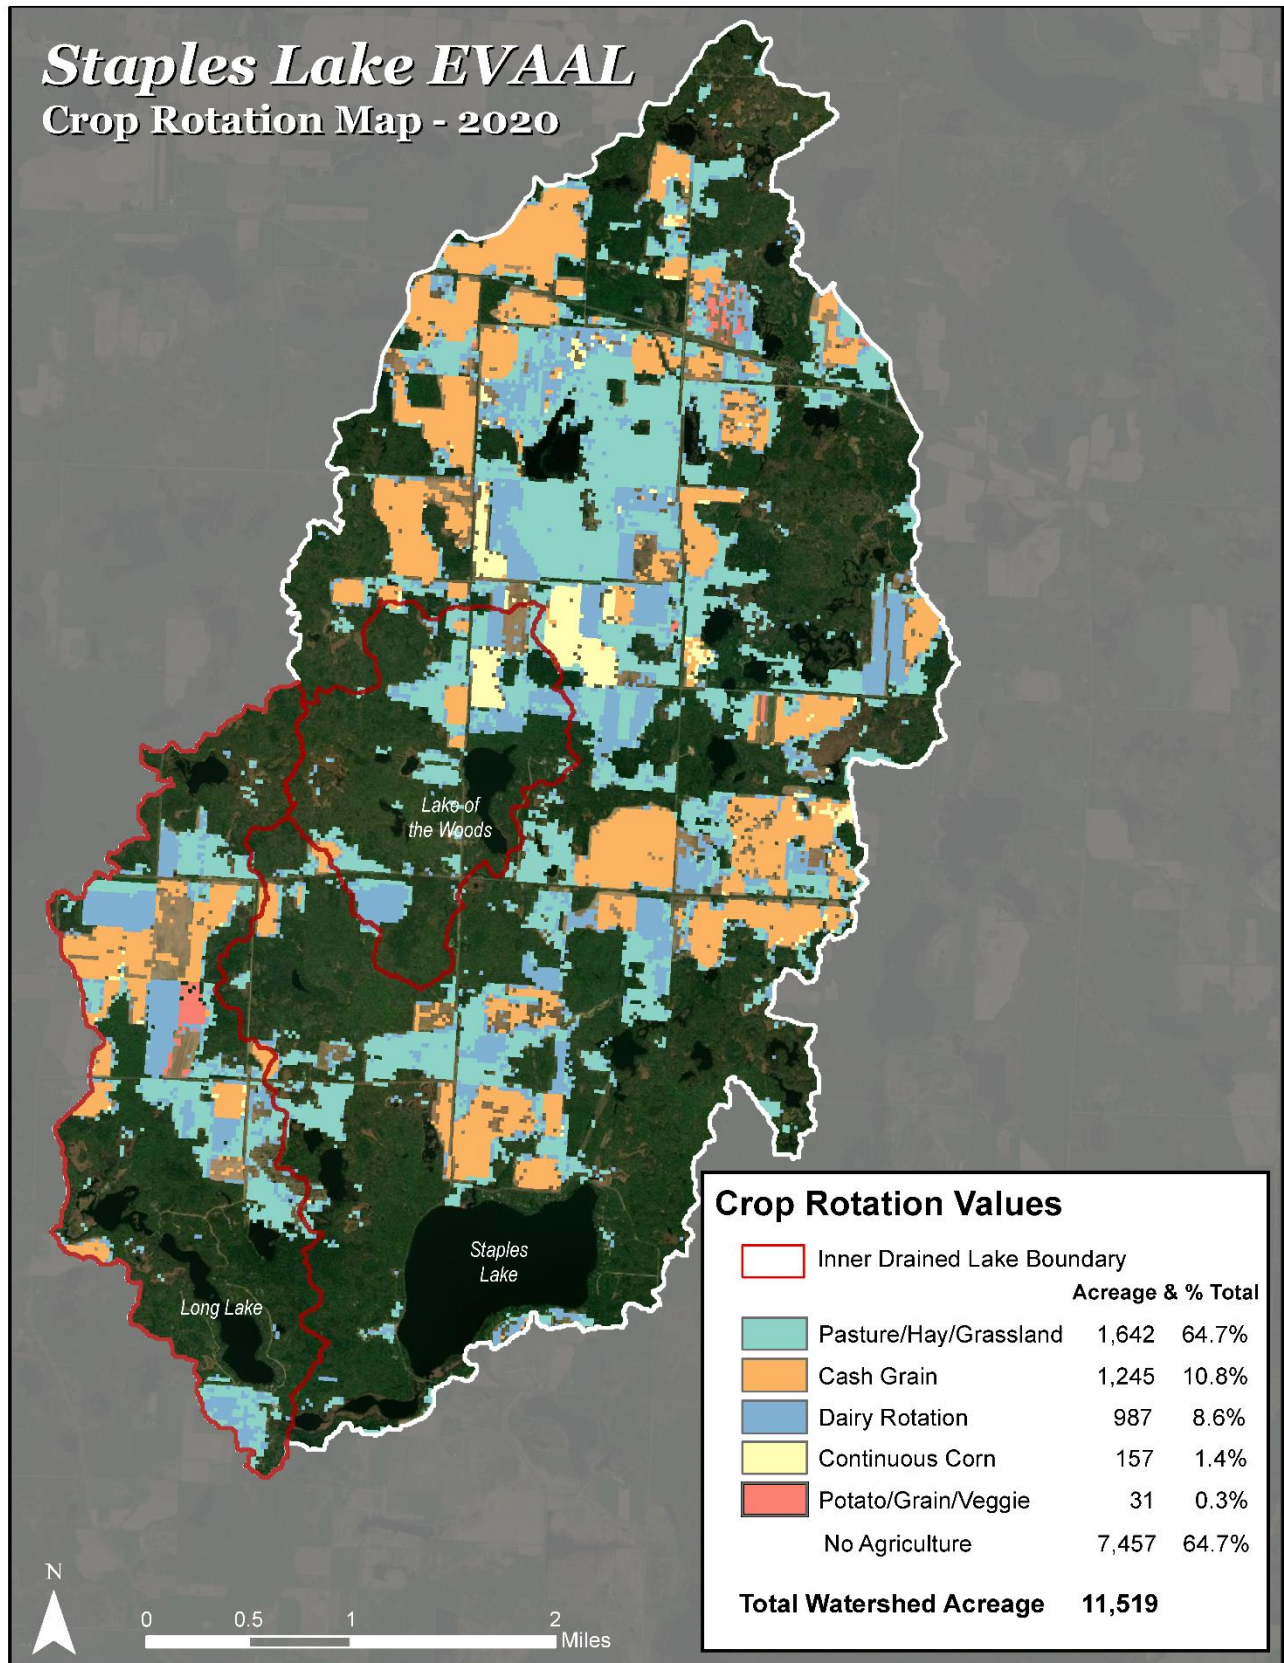 Staples Lake EVAAL
Crop Rotation Map - 2020
Lake of
the Woods
Staples
Lake
Long Lake
Crop Rotation Values
Inner Drained Lake Boundary
Acreage & % Total
Pasture/Hay/Grassland 1,642 64.7%
Cash Grain 1,245 10.8%
Dairy Rotation 987 8.6%
Continuous Corn 157 1.4%
Potato/Grain/Veggie 31 0.3%
No Agriculture 7,457 64.7%
Total Watershed Acreage 11,519
N
0 0.5 1 2
Miles